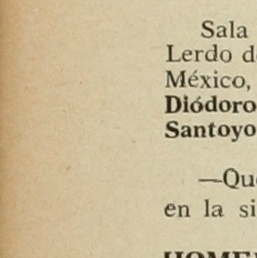 Sala
Lerdo d
México,
Diódoro
Santoyo
—Qu
en la si